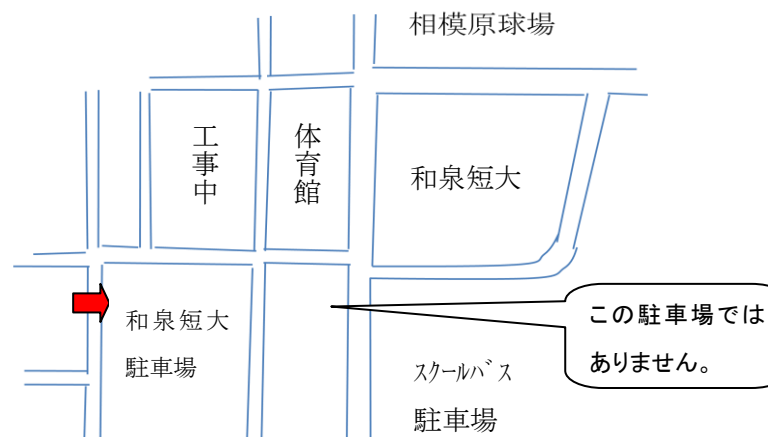 相模原球場
工事中
体育館
和泉短大
和泉短大
駐車場
この駐車場では
ありません。
スクールバス
駐車場